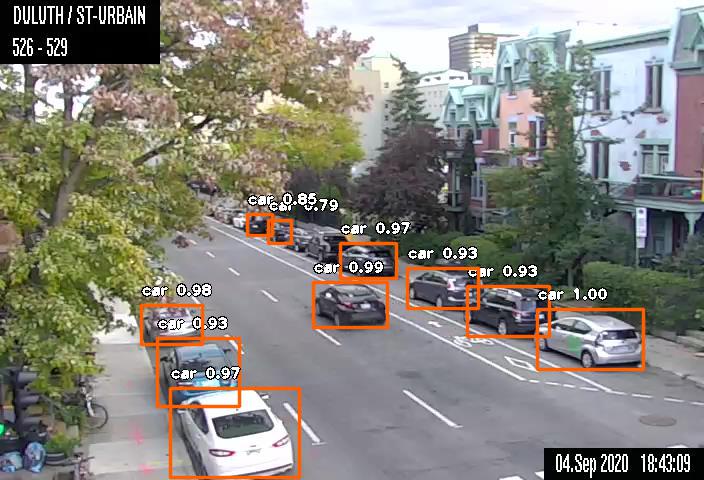 DULUTH / ST-URBAIN
526 - 529
car 0.85
car 0.79
car 0.97
car 0.99
car 0.93
car 0.93
car 0.98
car 1.00
car 0.93
car 0.97
04.Sep 2020 18:43:09